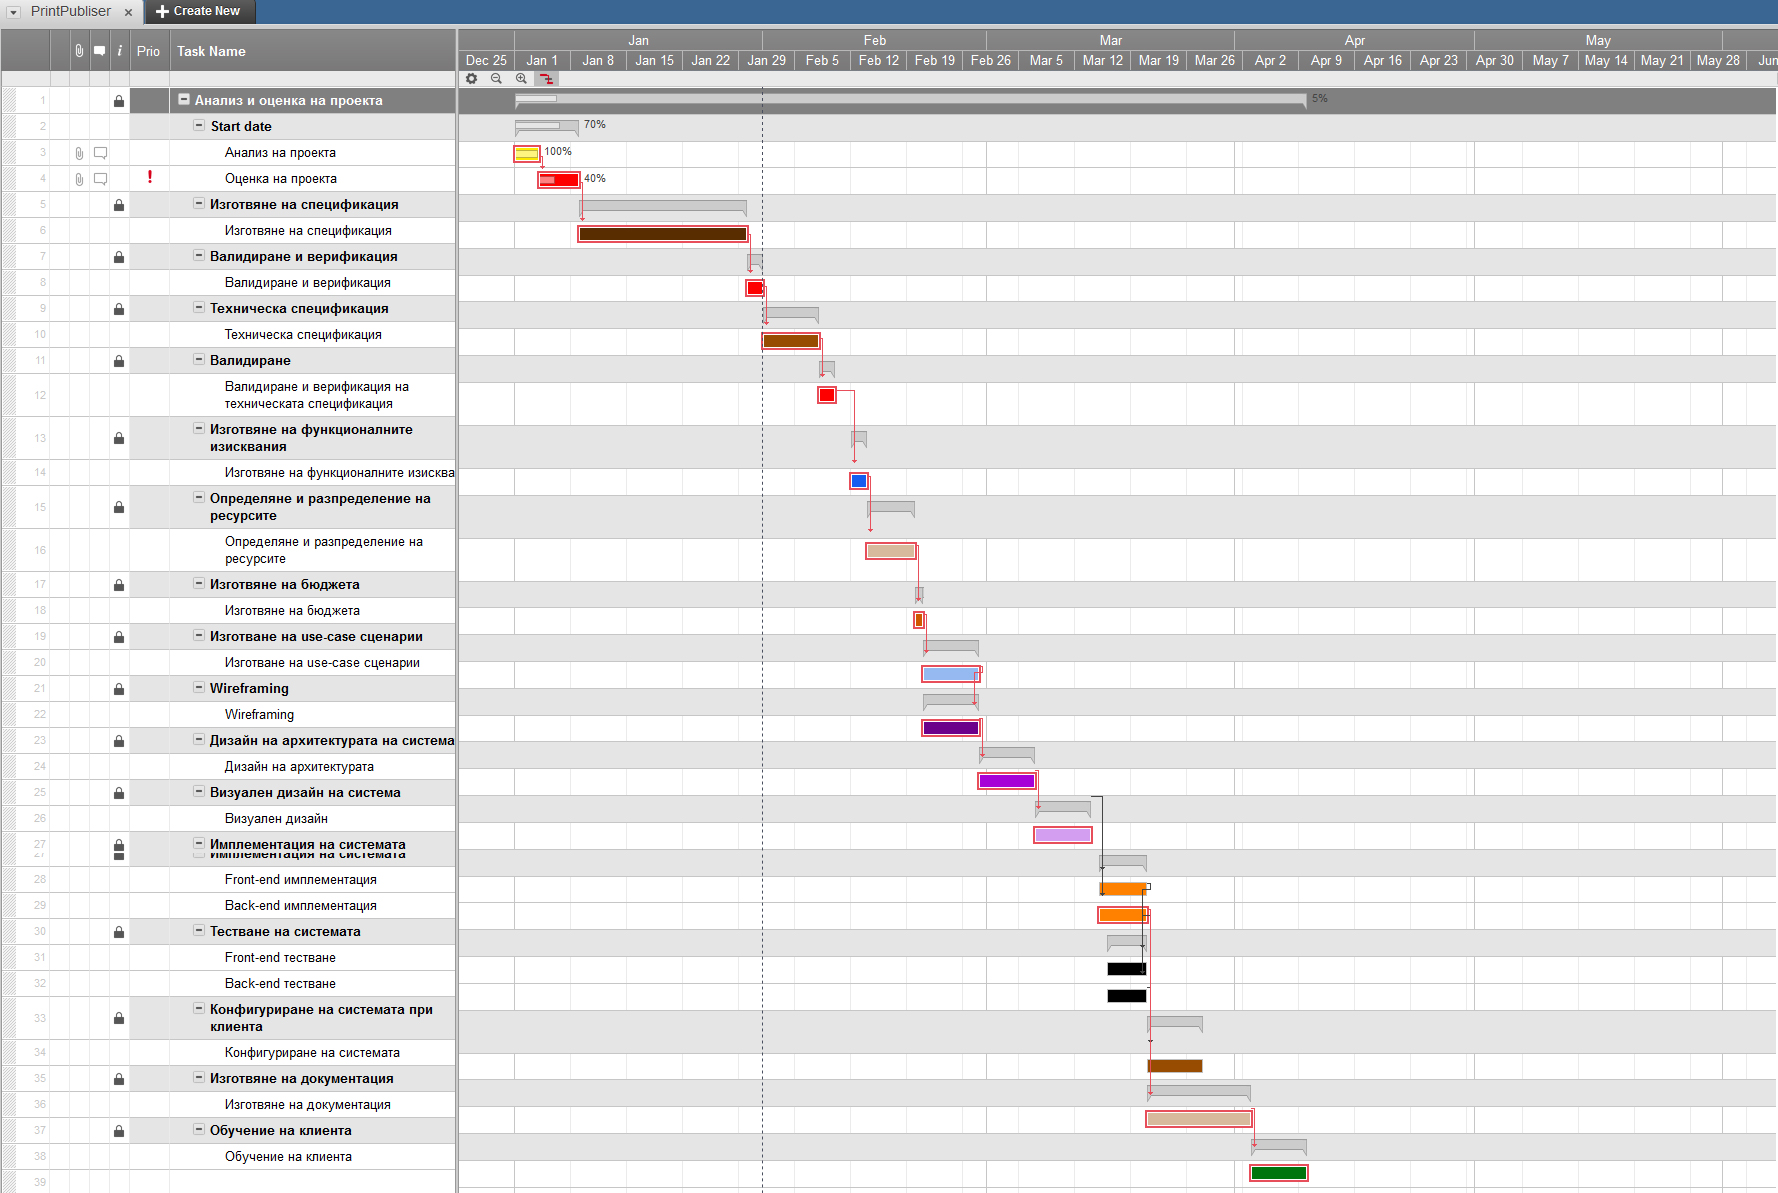 PrintPubliser × Create New
Prio Task Name
Jan Feb Mar Apr May
Dec 25 Jan 1 Jan 8 Jan 15 Jan 22 Jan 29 Feb 5 Feb 12 Feb 19 Feb 26 Mar 5 Mar 12 Mar 19 Mar 26 Apr 2 Apr 9 Apr 16 Apr 23 Apr 30 May 7 May 14 May 21 May 28 Jun
1 Анализ и оценка на проекта 5%
2 Start date 70%
3 Анализ на проекта 100%
4 ! Оценка на проекта 40%
5 Изготвяне на спецификация
6 Изготвяне на спецификация
7 Валидиране и верификация
8 Валидиране и верификация
9 Техническа спецификация
10 Техническа спецификация
11 Валидиране
12 Валидиране и верификация на
техническата спецификация
13 Изготвяне на функционалните
изисквания
14 Изготвяне на функционалните изисква
15 Определяне и разпределение на
ресурсите
16 Определяне и разпределение на
ресурсите
17 Изготвяне на бюджета
18 Изготвяне на бюджета
19 Изготване на use-case сценарии
20 Изготване на use-case сценарии
21 Wireframing
22 Wireframing
23 Дизайн на архитектурата на система
24 Дизайн на архитектурата
25 Визуален дизайн на система
26 Визуален дизайн
27 Имплементация на системата
27 Имплементация на системата
28 Front-end имплементация
29 Back-end имплементация
30 Тестване на системата
31 Front-end тестване
32 Back-end тестване
33 Конфигуриране на системата при
клиента
34 Конфигуриране на системата
35 Изготвяне на документация
36 Изготвяне на документация
37 Обучение на клиента
38 Обучение на клиента
39